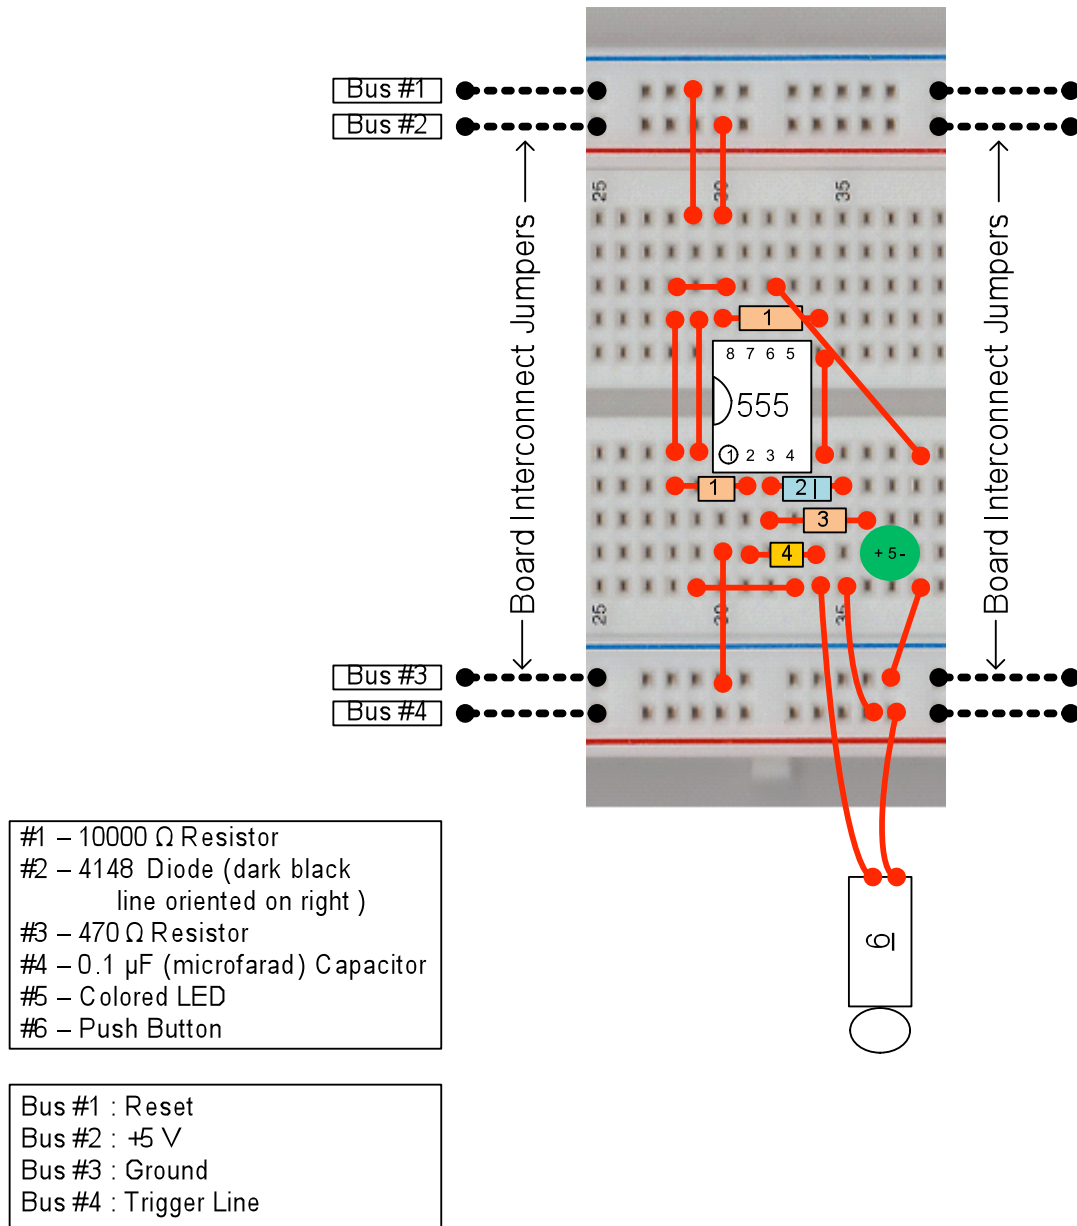 Bus #1
Bus #2
Board Interconnect Jumpers
Board Interconnect Jumpers
25
30
35
1
8 7 6 5
555
1 2 3 4
1
2
3
4
+ 5 -
25
30
35
Bus #3
Bus #4
6
#1 – 10000 Ω Resistor
#2 – 4148 Diode (dark black
line oriented on right )
#3 – 470 Ω Resistor
#4 – 0.1 µF (microfarad) Capacitor
#5 – Colored LED
#6 – Push Button
Bus #1 : Reset
Bus #2 : +5 V
Bus #3 : Ground
Bus #4 : Trigger Line